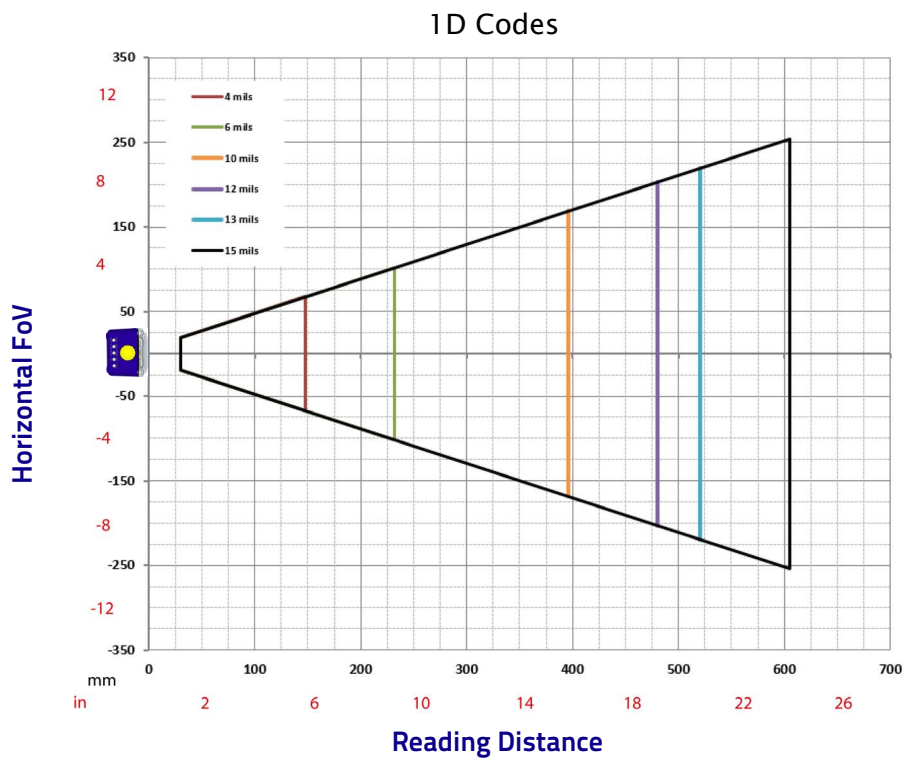 1D Codes
350
12
4 mils
6 mils
250
10 mils
8
12 mils
13 mils
150
15 mils
4
50
Horizontal FoV
-50
-4
-150
-8
-250
-12
-350
0 100 200 300 400 500 600 700
mm
in 2 6 10 14 18 22 26
Reading Distance